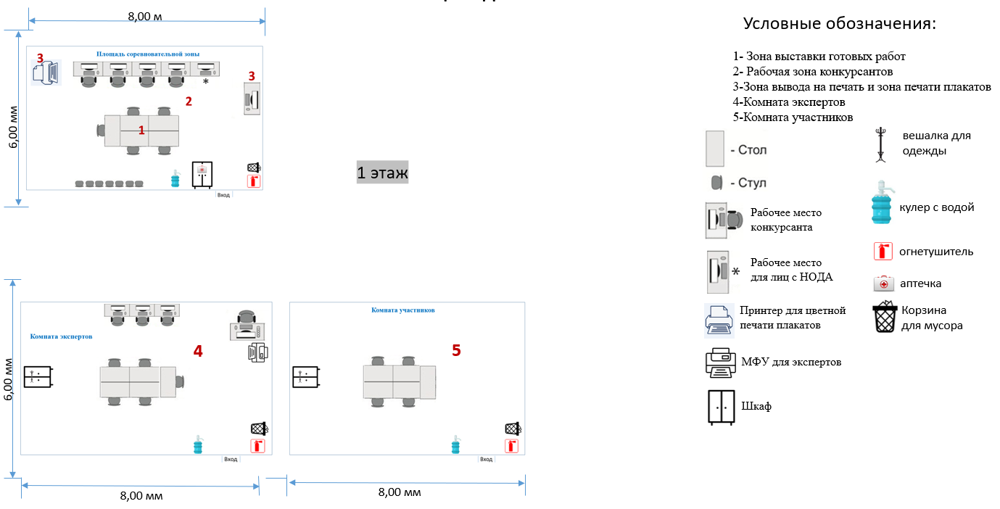 8,00 м
6,00 мм
Площадь соревновательной зоны
3
3
*
2
1
Вход
1 этаж
6,00 мм
Комната экспертов
4
Вход
8,00 мм
Комната участников
5
Вход
8,00 мм
Условные обозначения:
1- Зона выставки готовых работ
2- Рабочая зона конкурсантов
3-Зона вывода на печать и зона печати плакатов
4-Комната экспертов
5-Комната участников
- Стол
- Стул
Рабочее место
конкурсанта
*
Рабочее место
для лиц с НОДА
Принтер для цветной
печати плакатов
МФУ для экспертов
Шкаф
вешалка для
одежды
кулер с водой
огнетушитель
аптечка
Корзина
для мусора